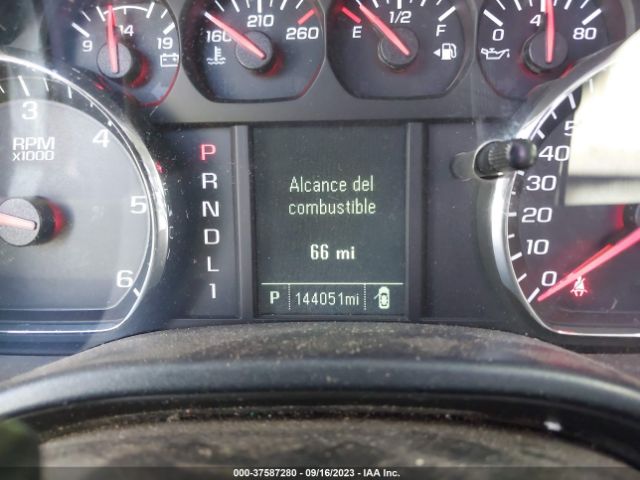 9 14 19
160 210 260
E 1/2 F
0 4 80
3
4
5
6
RPM
x1000
P
R
N
D
L
1
Alcance del
combustible
66 mi
P 144051mi
40
30
20
10
0
000-37587280 - 09/16/2023 - IAA Inc.